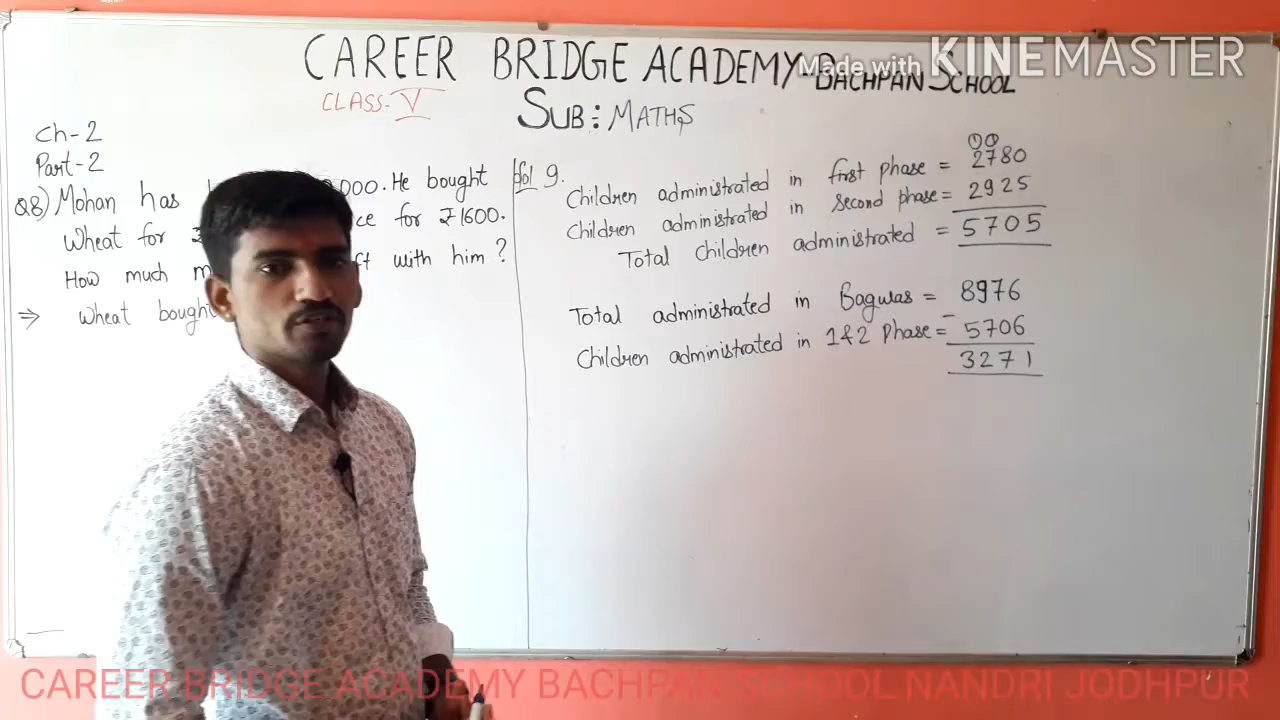 CAREER BRIDGE ACADEMY-BACHPAN SCHOOL
Made with KINEMASTER
CLASS-V
SUB: MATHS
Ch-2
Part-2
Q8) Mohan has 000. He bought
Wheat for ce for ₹1600.
How much m ft with him?
⇒ Wheat bought
Sol 9.
Children administrated in first phase = 2780
Children administrated in second phase = 2925
Total Children administrated = 5705
Total administrated in Bagwas = 8976
Children administrated in 1&2 Phase = - 5706
3271
CAREER BRIDGE ACADEMY BACHPAN SCHOOL NANDRI JODHPUR